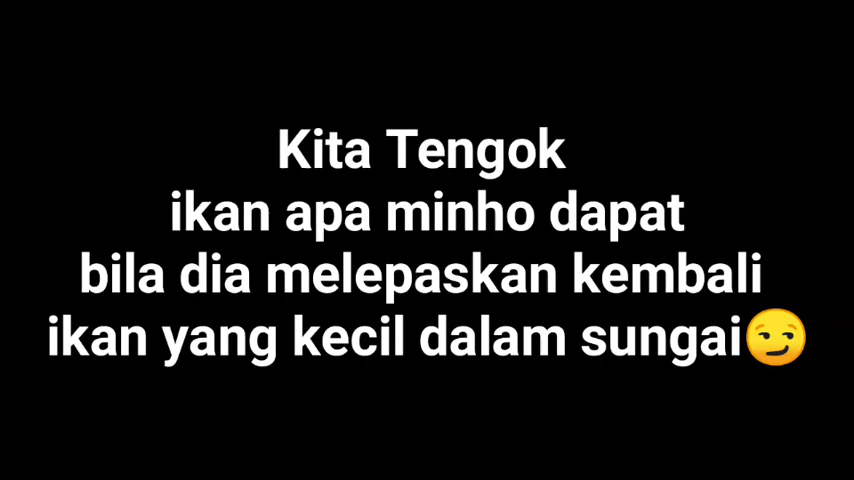 Kita Tengok
ikan apa minho dapat
bila dia melepaskan kembali
ikan yang kecil dalam sungai😏